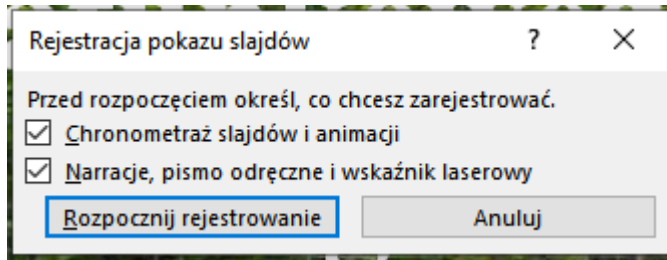 Rejestracja pokazu slajdów ?
Przed rozpoczęciem określ, co chcesz zarejestrować.
Chronometraż slajdów i animacji
Narracje, pismo odręczne i wskaźnik laserowy
Rozpocznij rejestrowanie Anuluj